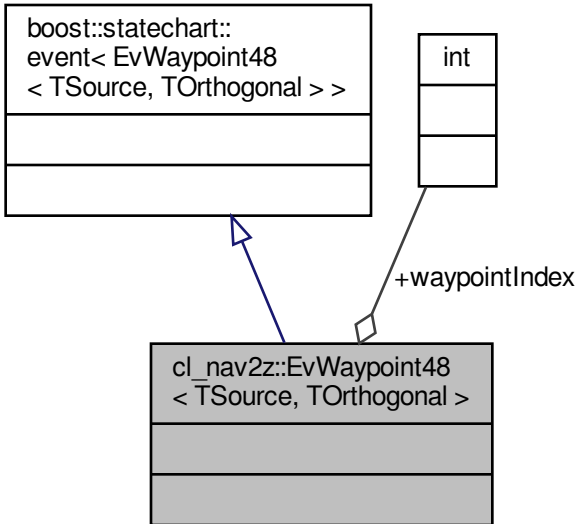 boost::statechart::
event< EvWaypoint48
< TSource, TOrthogonal > >
int
+waypointIndex
cl_nav2z::EvWaypoint48
< TSource, TOrthogonal >